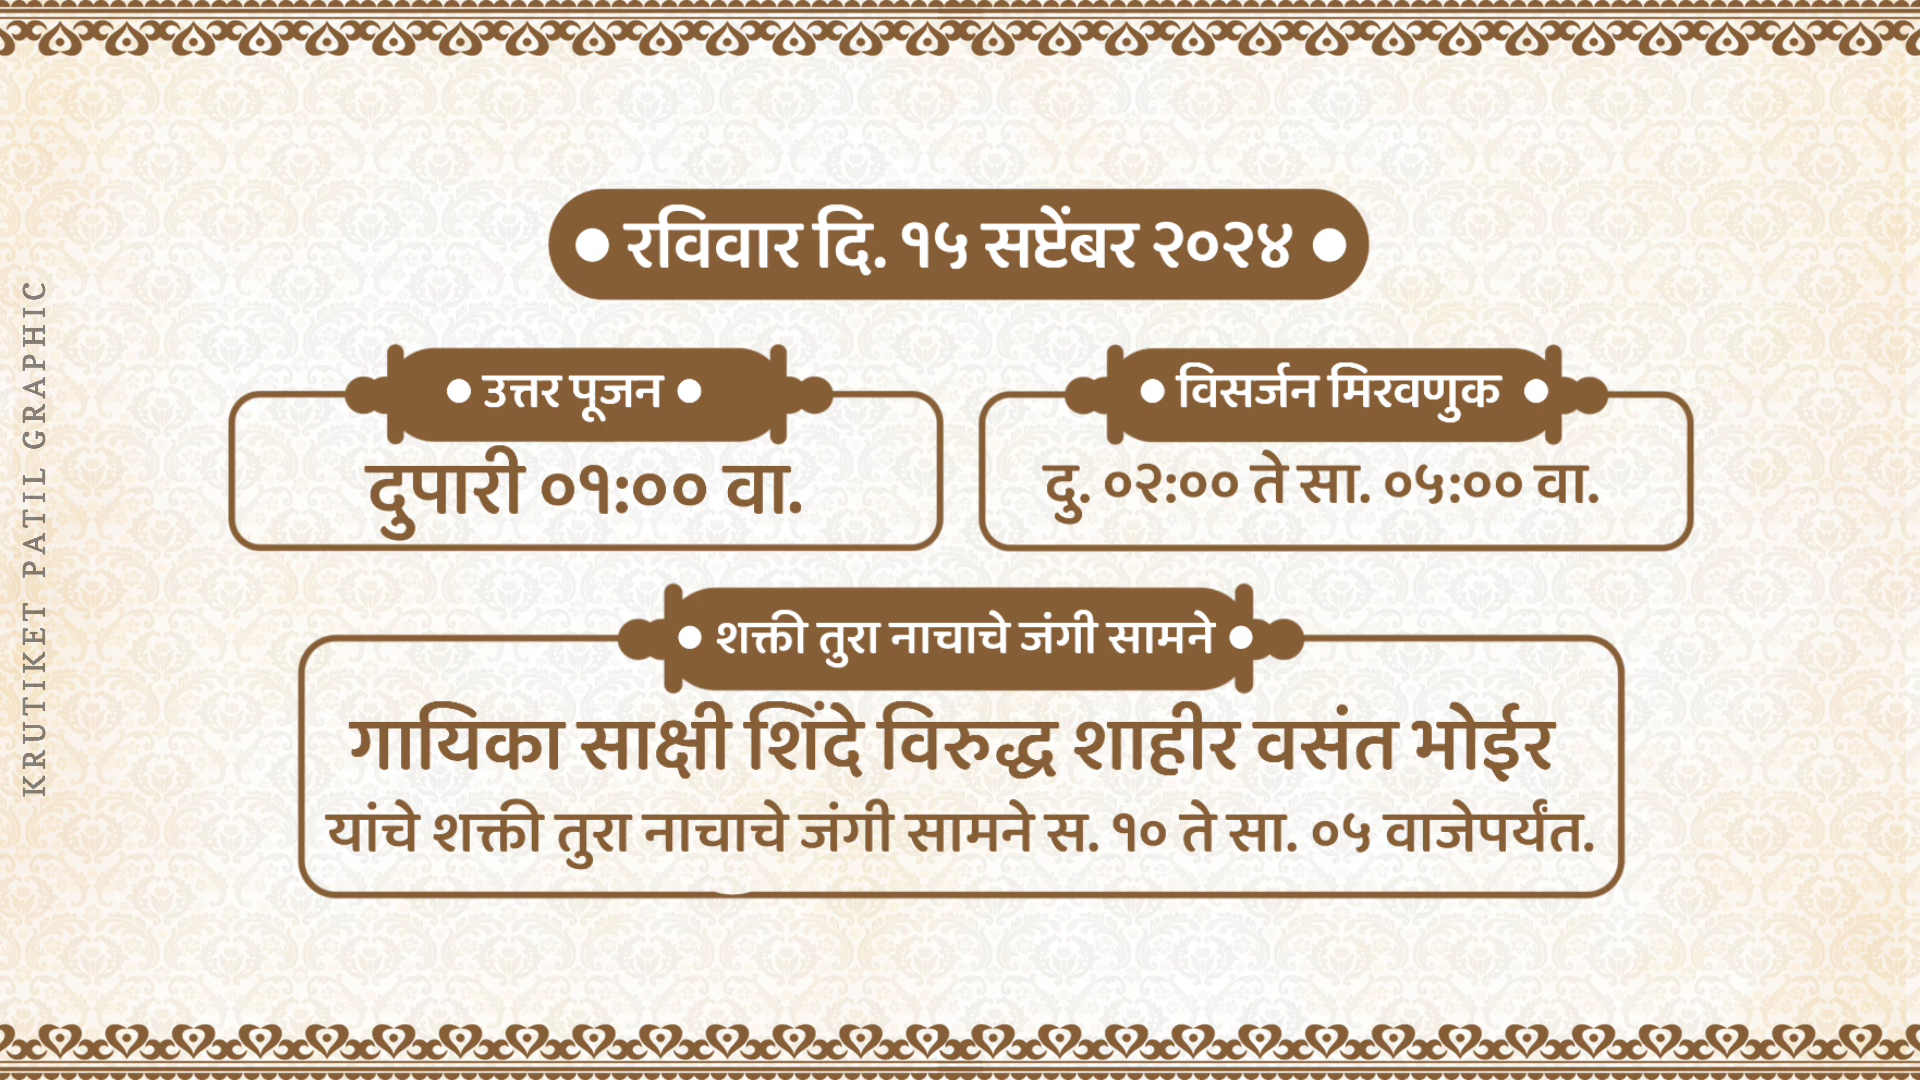 रविवार दि. १५ सप्टेंबर २०२४
उत्तर पूजन
दुपारी ०१:०० वा.
विसर्जन मिरवणुक
दु. ०२:०० ते सा. ०५:०० वा.
शक्ती तुरा नाचाचे जंगी सामने
गायिका साक्षी शिंदे विरुद्ध शाहीर वसंत भोईर
यांचे शक्ती तुरा नाचाचे जंगी सामने स. १० ते सा. ०५ वाजेपर्यंत.
KRUTIKET PATIL GRAPHIC